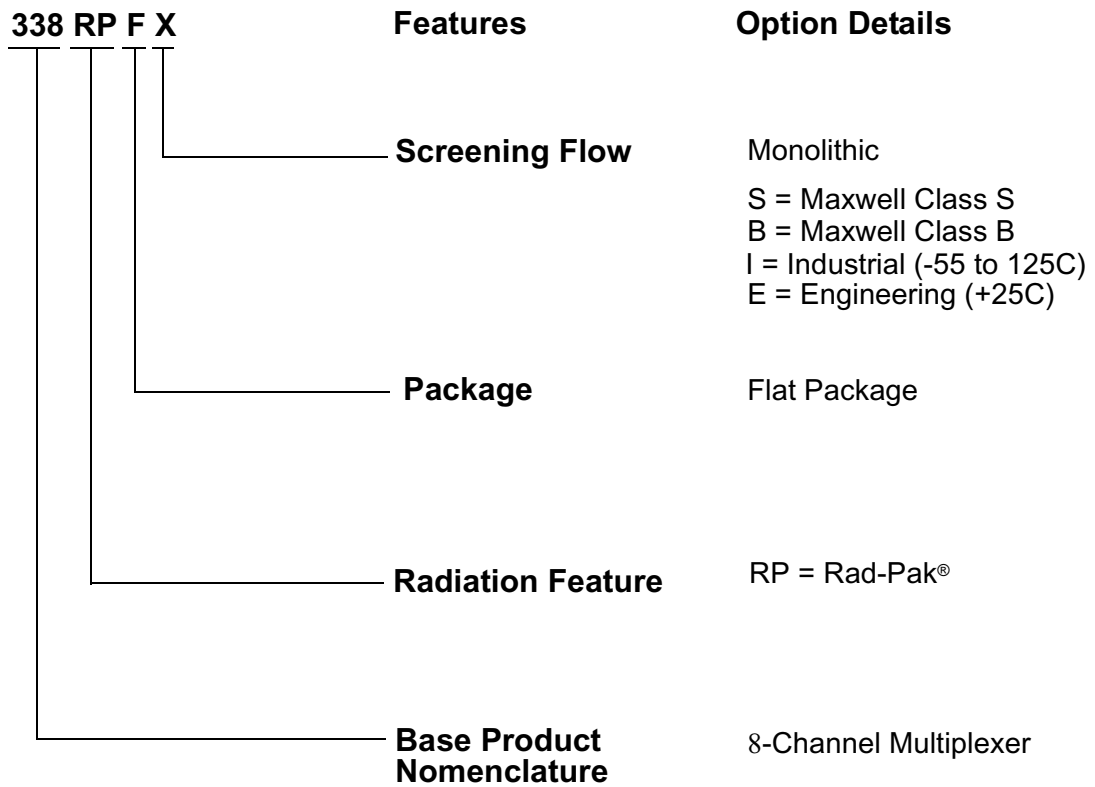 338 RP F X Features Option Details
Screening Flow Monolithic
S = Maxwell Class S
B = Maxwell Class B
I = Industrial (-55 to 125C)
E = Engineering (+25C)
Package Flat Package
Radiation Feature RP = Rad-Pak®
Base Product 8-Channel Multiplexer
Nomenclature